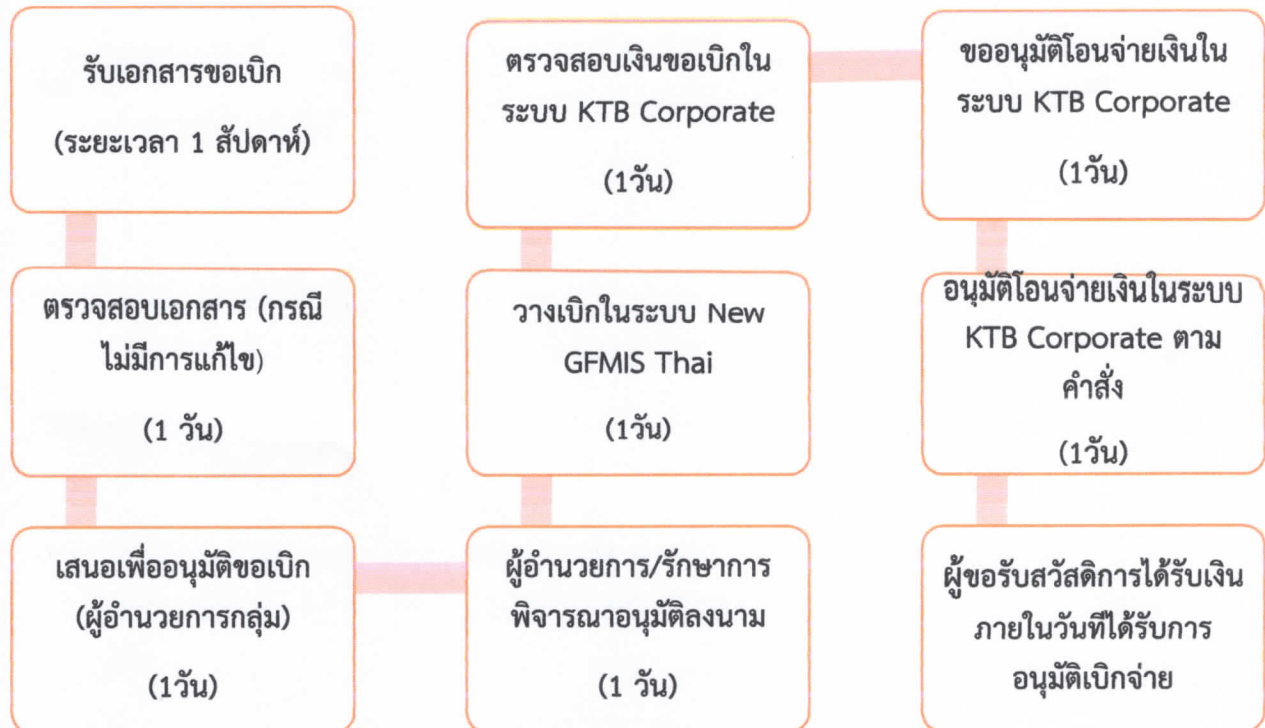 รับเอกสารขอเบิก
(ระยะเวลา 1 สัปดาห์)
ตรวจสอบเอกสาร (กรณี
ไม่มีการแก้ไข)
(1 วัน)
เสนอเพื่ออนุมัติขอเบิก
(ผู้อำนวยการกลุ่ม)
(1วัน)
ผู้อำนวยการ/รักษาการ
พิจารณาอนุมัติลงนาม
(1 วัน)
วางเบิกในระบบ New
GFMIS Thai
(1วัน)
ตรวจสอบเงินขอเบิกใน
ระบบ KTB Corporate
(1วัน)
ขออนุมัติโอนจ่ายเงินใน
ระบบ KTB Corporate
(1วัน)
อนุมัติโอนจ่ายเงินในระบบ
KTB Corporate ตาม
คำสั่ง
(1วัน)
ผู้ขอรับสวัสดิการได้รับเงิน
ภายในวันที่ได้รับการ
อนุมัติเบิกจ่าย